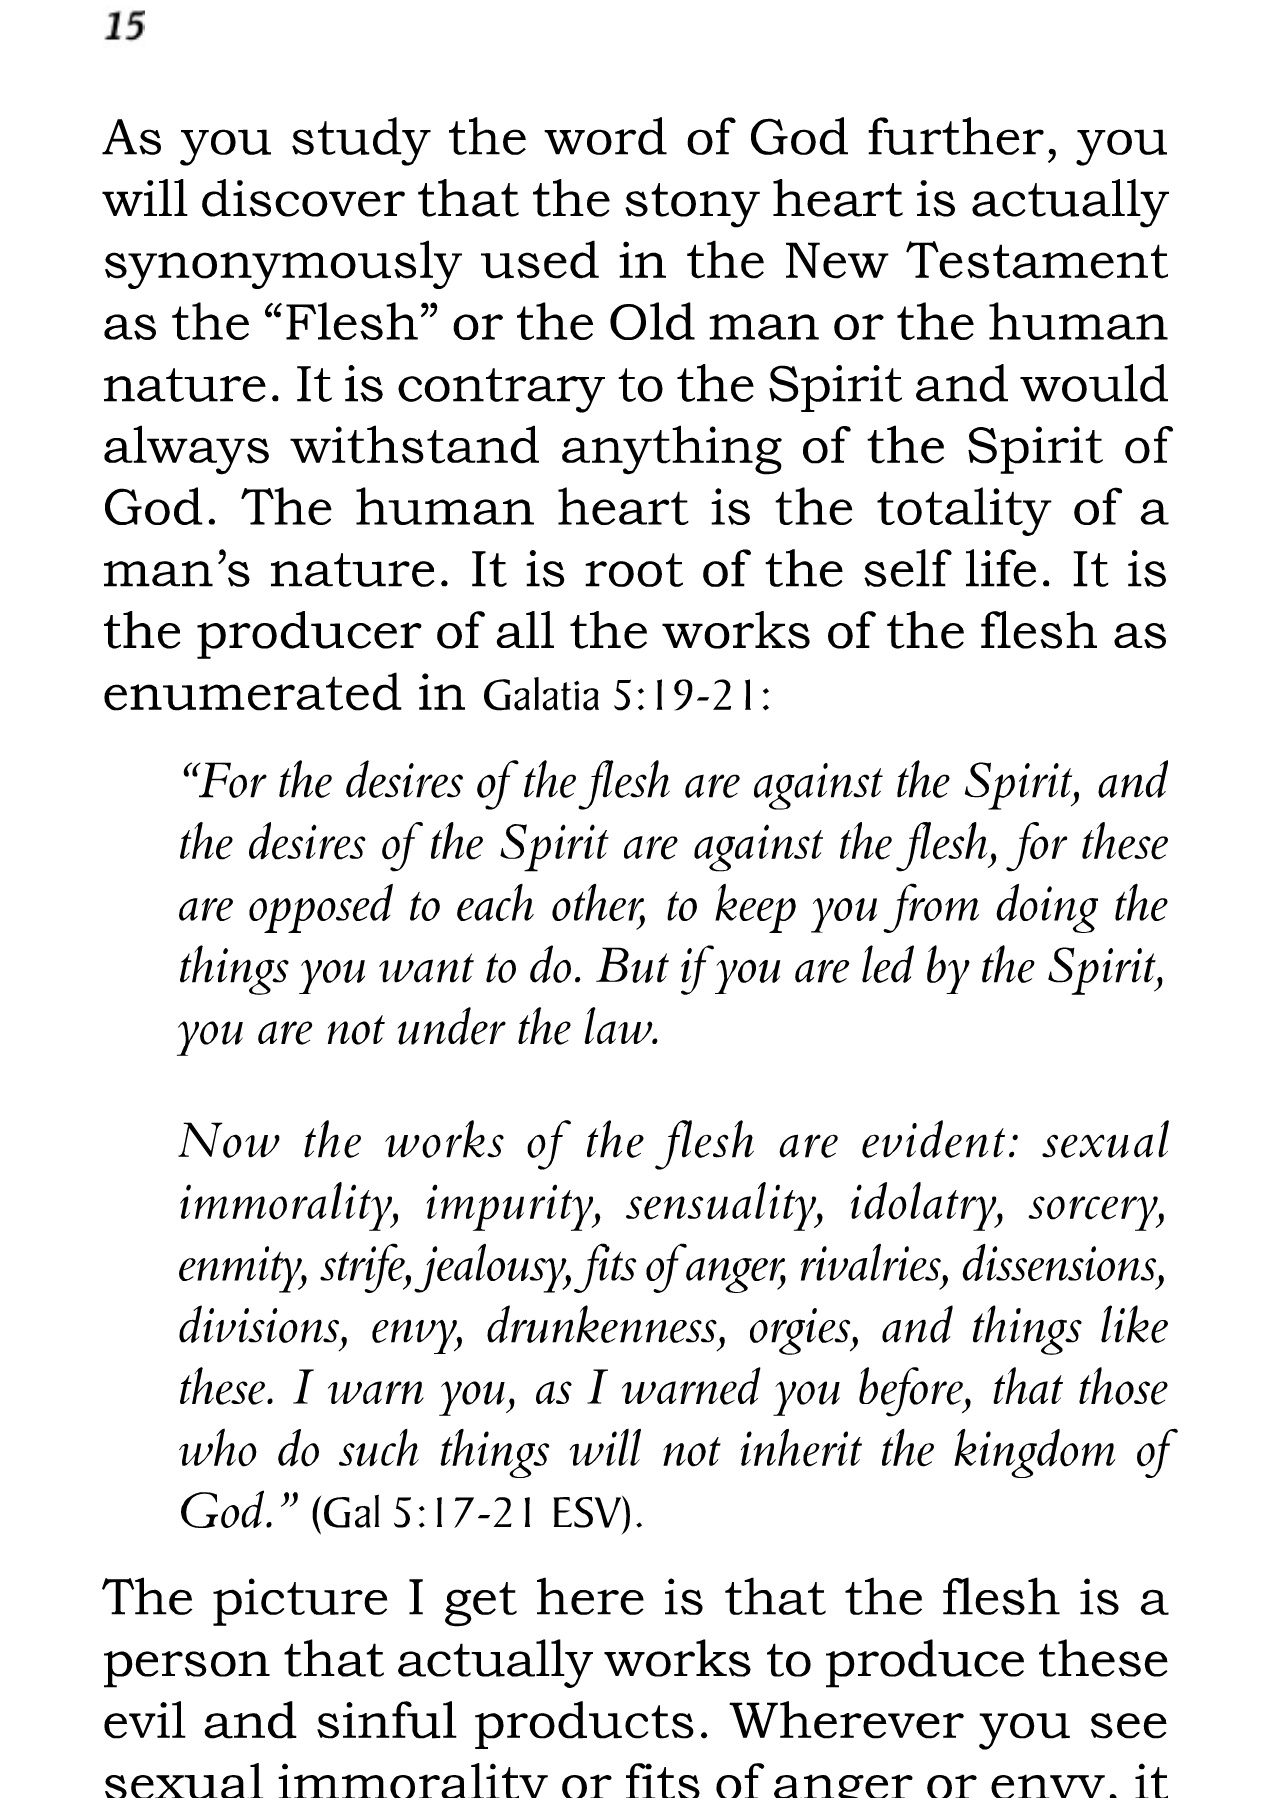 15
As you study the word of God further, you
will discover that the stony heart is actually
synonymously used in the New Testament
as the “Flesh” or the Old man or the human
nature. It is contrary to the Spirit and would
always withstand anything of the Spirit of
God. The human heart is the totality of a
man’s nature. It is root of the self life. It is
the producer of all the works of the flesh as
enumerated in Galatia 5:19-21:
“For the desires of the flesh are against the Spirit, and
the desires of the Spirit are against the flesh, for these
are opposed to each other, to keep you from doing the
things you want to do. But if you are led by the Spirit,
you are not under the law.
Now the works of the flesh are evident: sexual
immorality, impurity, sensuality, idolatry, sorcery,
enmity, strife, jealousy, fits of anger, rivalries, dissensions,
divisions, envy, drunkenness, orgies, and things like
these. I warn you, as I warned you before, that those
who do such things will not inherit the kingdom of
God.” (Gal 5:17-21 ESV).
The picture I get here is that the flesh is a
person that actually works to produce these
evil and sinful products. Wherever you see
sexual immorality or fits of anger or envy, it